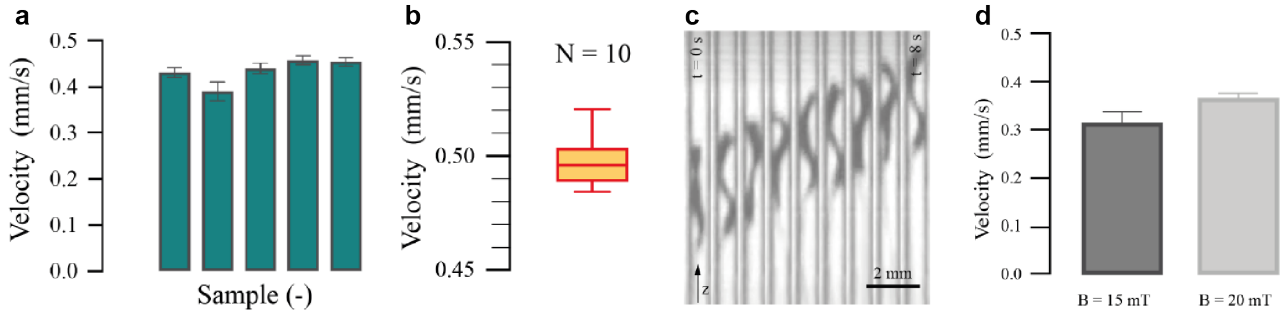 a
Velocity (mm/s)
0.5
0.4
0.3
0.2
0.1
0.0
Sample (-)
b
Velocity (mm/s)
0.55
0.50
0.45
N = 10
c
t = 0 s
t = 8 s
z
2 mm
d
Velocity (mm/s)
0.5
0.4
0.3
0.2
0.1
0.0
B = 15 mT
B = 20 mT